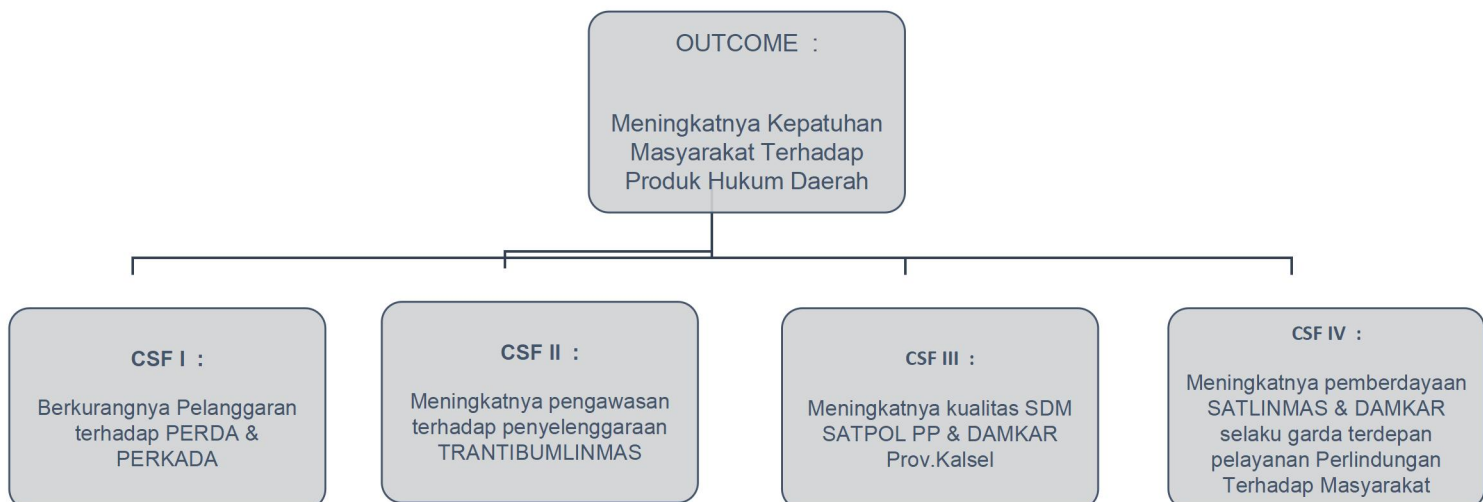 OUTCOME :
Meningkatnya Kepatuhan
Masyarakat Terhadap
Produk Hukum Daerah
CSF I :
Berkurangnya Pelanggaran
terhadap PERDA &
PERKADA
CSF II :
Meningkatnya pengawasan
terhadap penyelenggaraan
TRANTIBUMLINMAS
CSF III :
Meningkatnya kualitas SDM
SATPOL PP & DAMKAR
Prov.Kalsel
CSF IV :
Meningkatnya pemberdayaan
SATLINMAS & DAMKAR
selaku garda terdepan
pelayanan Perlindungan
Terhadap Masyarakat